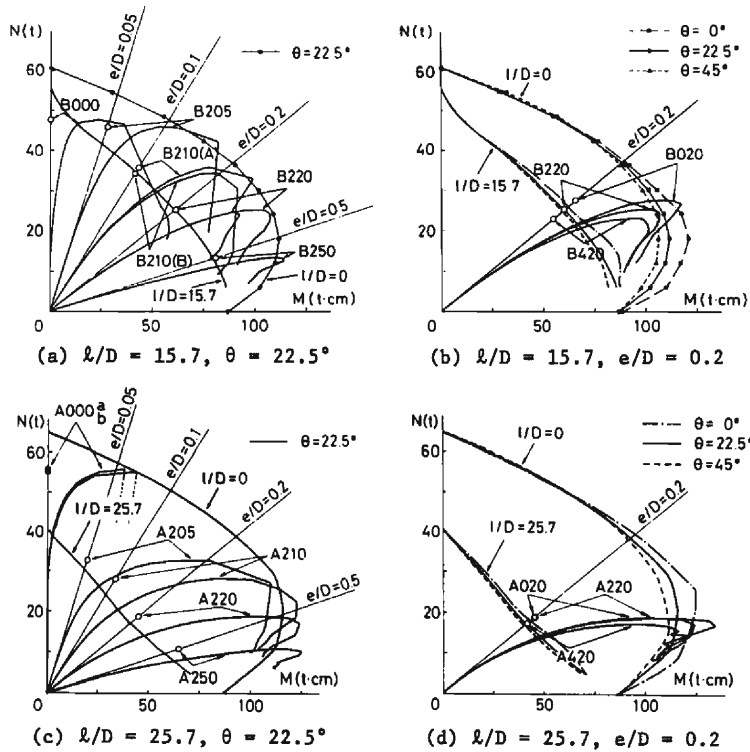 (a)
N(t)
e/D=0.05
e/D=0.1
θ=22.5°
60
B000
B205
e/D=0.2
40
B210(A)
B220
20
e/D=0.5
B250
B210(B)
l/D=0
l/D=15.7
M(t·cm)
0 50 100
(a) ℓ/D = 15.7, θ = 22.5°
(b)
N(t)
θ= 0°
θ=22.5°
θ=45°
60
l/D=0
e/D=0.2
40
B220
B020
l/D=15.7
20
B420
M(t·cm)
0 50 100
(b) ℓ/D = 15.7, e/D = 0.2
N(t)
A000 a
b
e/D=0.05
e/D=0.1
θ=22.5°
60
l/D=0
l/D=25.7
e/D=0.2
40
A205
A210
e/D=0.5
20
A220
A250
M(t·cm)
0 50 100
(c) ℓ/D = 15.7, θ = 22.5°
N(t)
θ= 0°
θ=22.5°
θ=45°
60
l/D=0
l/D=25.7
e/D=0.2
40
A020
A220
20
A420
M(t·cm)
0 50 100
(d) ℓ/D = 25.7, e/D = 0.2